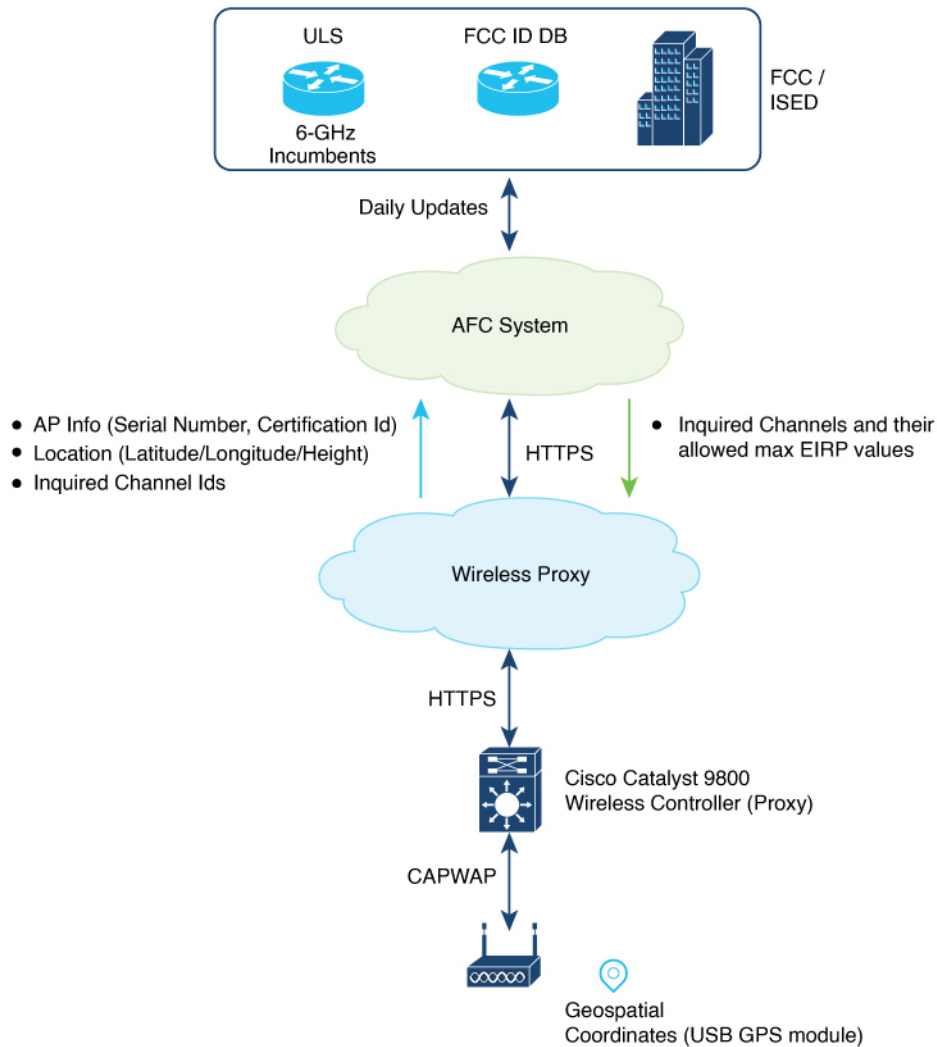 ULS
FCC ID DB
6-GHz
Incumbents
FCC /
ISED
Daily Updates
AFC System
● AP Info (Serial Number, Certification Id)
● Location (Latitude/Longitude/Height)
● Inquired Channel Ids
HTTPS
● Inquired Channels and their
allowed max EIRP values
Wireless Proxy
HTTPS
Cisco Catalyst 9800
Wireless Controller (Proxy)
CAPWAP
Geospatial
Coordinates (USB GPS module)